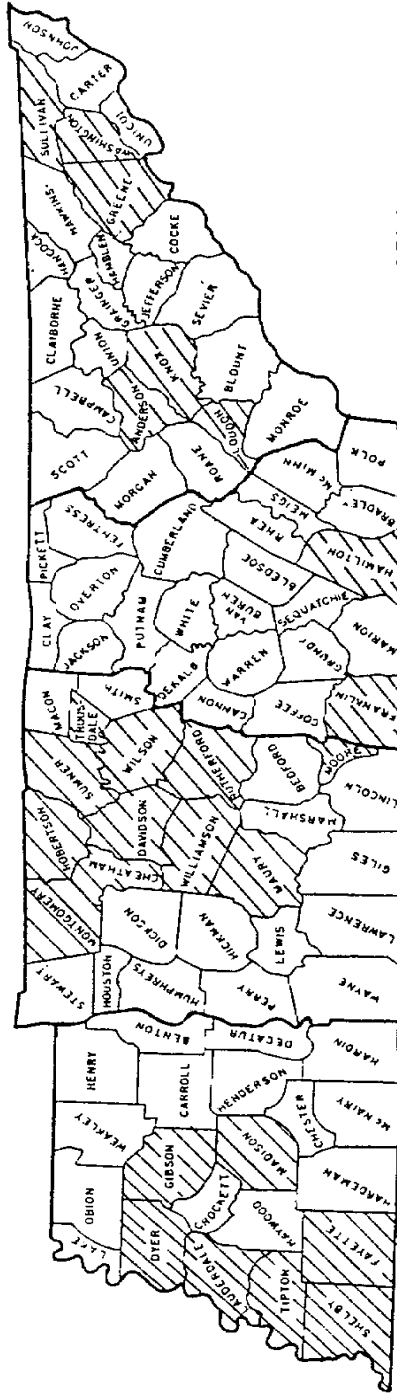 LAKE
OBION
WEAKLEY
HENRY
STEWART
MONTGOMERY
ROBERTSON
SUMNER
MACON
TROUS-
DALE
CLAY
PICKETT
FENTRESS
SCOTT
CAMPBELL
CLAIBORNE
HANCOCK
HAWKINS
SULLIVAN
JOHNSON
CARTER
UNICOI
WASHINGTON
GREENE
HAMBLEN
GRAINGER
UNION
DYER
GIBSON
CARROLL
BENTON
HOUSTON
HUMPHREYS
DICKSON
CHEATHAM
DAVIDSON
WILSON
SMITH
JACKSON
OVERTON
PUTNAM
MORGAN
ANDERSON
KNOX
JEFFERSON
COCKE
SEVIER
BLOUNT
LOUDON
ROANE
CUMBERLAND
WHITE
DEKALB
CANNON
RUTHERFORD
WILLIAMSON
HICKMAN
PERRY
DECATUR
HENDERSON
MADISON
CROCKETT
HAYWOOD
LAUDERDALE
TIPTON
SHELBY
FAYETTE
HARDEMAN
CHESTER
MCNAIRY
HARDIN
WAYNE
LEWIS
LAWRENCE
MAURY
GILES
MARSHALL
BEDFORD
MOORE
LINCOLN
COFFEE
FRANKLIN
WARREN
VAN
BUREN
GRUNDY
SEQUATCHIE
MARION
BLEDSOE
RHEA
HAMILTON
MEIGS
MC MINN
BRADLEY
POLK
MONROE